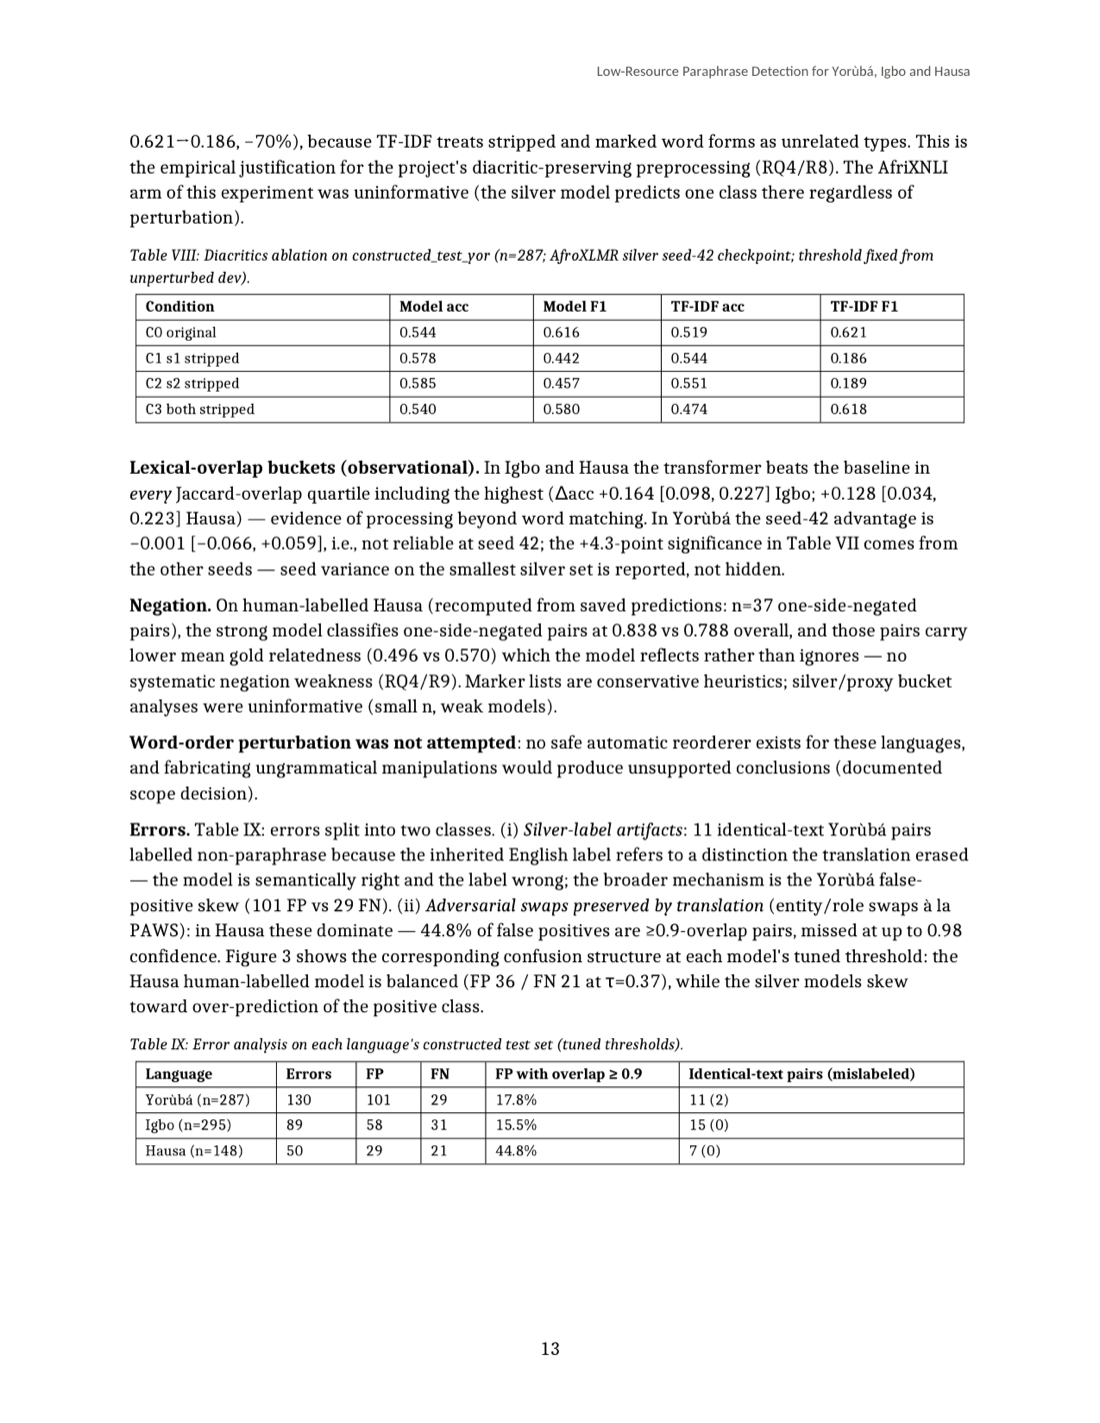 Low-Resource Paraphrase Detection for Yorùbá, Igbo and Hausa
0.621→0.186, −70%), because TF-IDF treats stripped and marked word forms as unrelated types. This is
the empirical justification for the project's diacritic-preserving preprocessing (RQ4/R8). The AfriXNLI
arm of this experiment was uninformative (the silver model predicts one class there regardless of
perturbation).
Table VIII: Diacritics ablation on constructed_test_yor (n=287; AfroXLMR silver seed-42 checkpoint; threshold fixed from
unperturbed dev).
Condition Model acc Model F1 TF-IDF acc TF-IDF F1
C0 original 0.544 0.616 0.519 0.621
C1 s1 stripped 0.578 0.442 0.544 0.186
C2 s2 stripped 0.585 0.457 0.551 0.189
C3 both stripped 0.540 0.580 0.474 0.618
Lexical-overlap buckets (observational). In Igbo and Hausa the transformer beats the baseline in
every Jaccard-overlap quartile including the highest (Δacc +0.164 [0.098, 0.227] Igbo; +0.128 [0.034,
0.223] Hausa) — evidence of processing beyond word matching. In Yorùbá the seed-42 advantage is
−0.001 [−0.066, +0.059], i.e., not reliable at seed 42; the +4.3-point significance in Table VII comes from
the other seeds — seed variance on the smallest silver set is reported, not hidden.
Negation. On human-labelled Hausa (recomputed from saved predictions: n=37 one-side-negated
pairs), the strong model classifies one-side-negated pairs at 0.838 vs 0.788 overall, and those pairs carry
lower mean gold relatedness (0.496 vs 0.570) which the model reflects rather than ignores — no
systematic negation weakness (RQ4/R9). Marker lists are conservative heuristics; silver/proxy bucket
analyses were uninformative (small n, weak models).
Word-order perturbation was not attempted: no safe automatic reorderer exists for these languages,
and fabricating ungrammatical manipulations would produce unsupported conclusions (documented
scope decision).
Errors. Table IX: errors split into two classes. (i) Silver-label artifacts: 11 identical-text Yorùbá pairs
labelled non-paraphrase because the inherited English label refers to a distinction the translation erased
— the model is semantically right and the label wrong; the broader mechanism is the Yorùbá false-
positive skew (101 FP vs 29 FN). (ii) Adversarial swaps preserved by translation (entity/role swaps à la
PAWS): in Hausa these dominate — 44.8% of false positives are ≥0.9-overlap pairs, missed at up to 0.98
confidence. Figure 3 shows the corresponding confusion structure at each model's tuned threshold: the
Hausa human-labelled model is balanced (FP 36 / FN 21 at τ=0.37), while the silver models skew
toward over-prediction of the positive class.
Table IX: Error analysis on each language's constructed test set (tuned thresholds).
Language Errors FP FN FP with overlap ≥ 0.9 Identical-text pairs (mislabeled)
Yorùbá (n=287) 130 101 29 17.8% 11 (2)
Igbo (n=295) 89 58 31 15.5% 15 (0)
Hausa (n=148) 50 29 21 44.8% 7 (0)
13